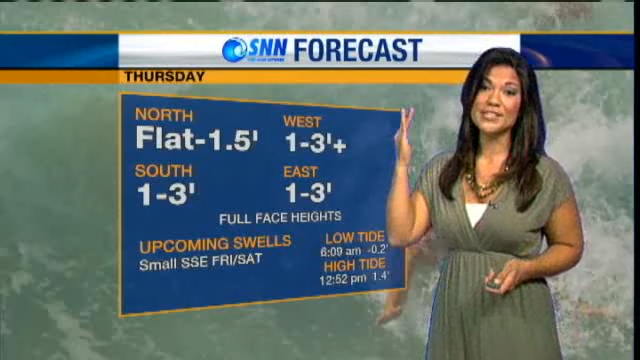 SNN FORECAST
THURSDAY
NORTH
Flat-1.5'
WEST
1-3'+
SOUTH
1-3'
EAST
1-3'
FULL FACE HEIGHTS
UPCOMING SWELLS
Small SSE FRI/SAT
LOW TIDE
6:09 am -0.2'
HIGH TIDE
12:52 pm 1.4'